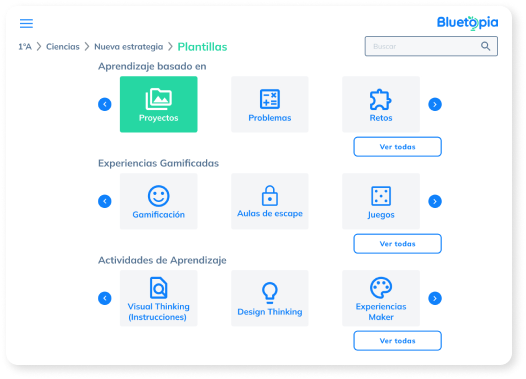 Bluetopia
1°A > Ciencias > Nueva estrategia > Plantillas
Buscar
Aprendizaje basado en
Proyectos
Problemas
Retos
Ver todas
Experiencias Gamificadas
Gamificación
Aulas de escape
Juegos
Ver todas
Actividades de Aprendizaje
Visual Thinking
(Instrucciones)
Design Thinking
Experiencias
Maker
Ver todas